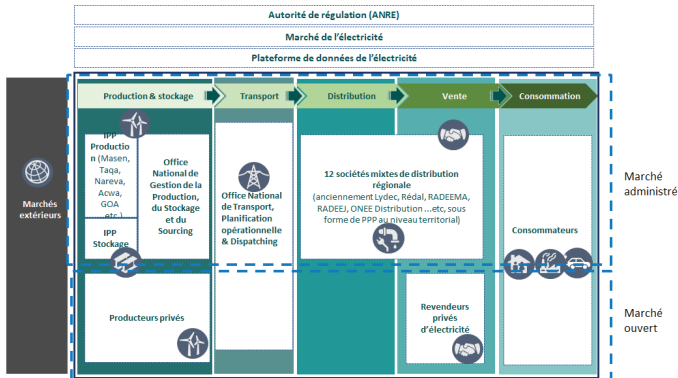 Autorité de régulation (ANRE)
Marché de l'électricité
Plateforme de données de l'électricité
Production & stockage
Transport
Distribution
Vente
Consommation
Marchés
extérieurs
IPP
Productio
n (Masen,
Taqa,
Nareva,
Acwa,
GOA
etc.)
IPP
Stockage
Office
National de
Gestion de la
Production,
du Stockage
et du
Sourcing
Office National
de Transport,
Planification
opérationnelle
& Dispatching
12 sociétés mixtes de distribution
régionale
(anciennement Lydec, Rédal, RADEEMA,
RADEEJ, ONEE Distribution ...etc, sous
forme de PPP au niveau territorial)
Consommateurs
Marché
administré
Producteurs privés
Revendeurs
privés
d'électricité
Marché
ouvert